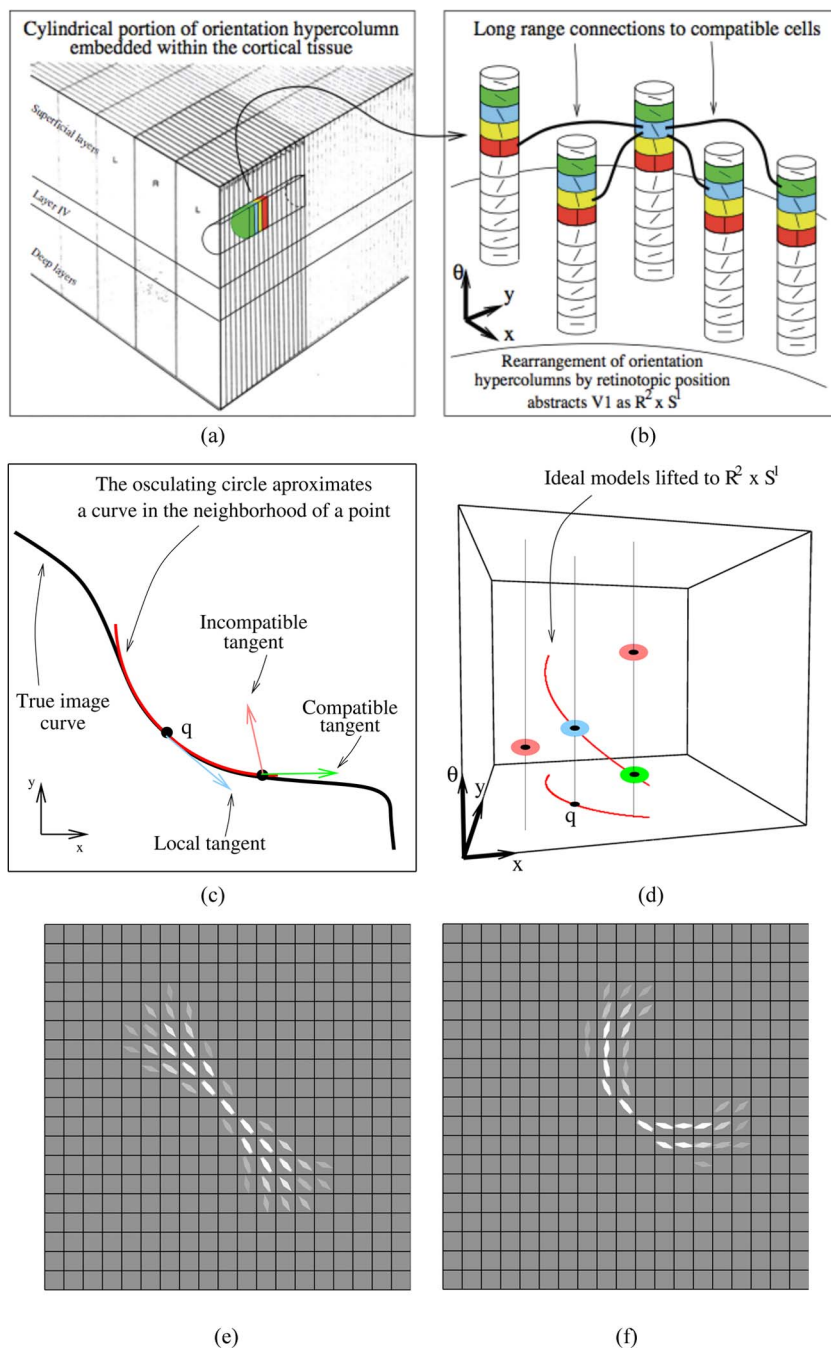 Cylindrical portion of orientation hypercolumn
embedded within the cortical tissue
Superficial layers
L
R
L
Layer IV
Deep layers
(a)
Long range connections to compatible cells
θ
y
x
Rearrangement of orientation
hypercolumns by retinotopic position
abstracts V1 as R² x S¹
(b)
The osculating circle aproximates
a curve in the neighborhood of a point
Incompatible
tangent
True image
curve
q
Compatible
tangent
y
x
Local tangent
(c)
Ideal models lifted to R² x S¹
θ
y
q
x
(d)
(e)
(f)